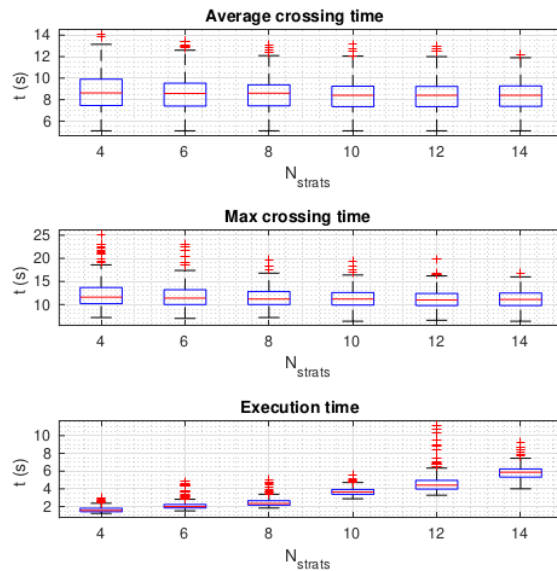 Average crossing time
14
12
10
8
6
t (s)
4 6 8 10 12 14
N_strats
Max crossing time
25
20
15
10
t (s)
4 6 8 10 12 14
N_strats
Execution time
10
8
6
4
2
t (s)
4 6 8 10 12 14
N_strats